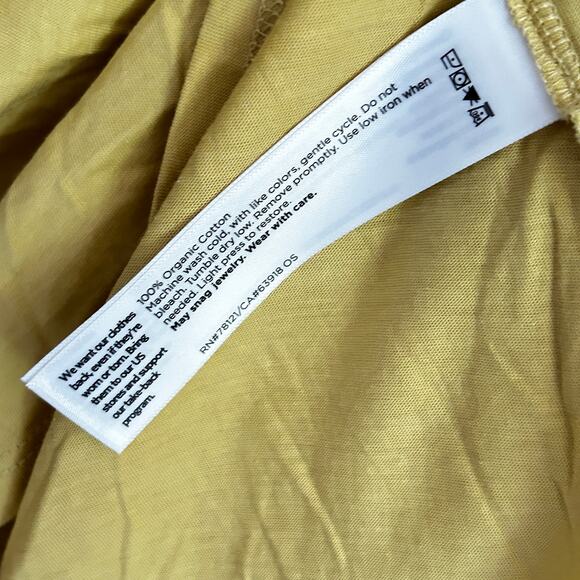 100% Organic Cotton
Machine wash cold, with like colors, gentle cycle. Do not
bleach. Tumble dry low. Remove promptly. Use low iron when
needed. Light press to restore.
May snag jewelry. Wear with care.
RN#78121/CA#63918 OS
We want our clothes
back, even if they're
worn or torn. Bring
them to our US
stores and support
our take-back
program.